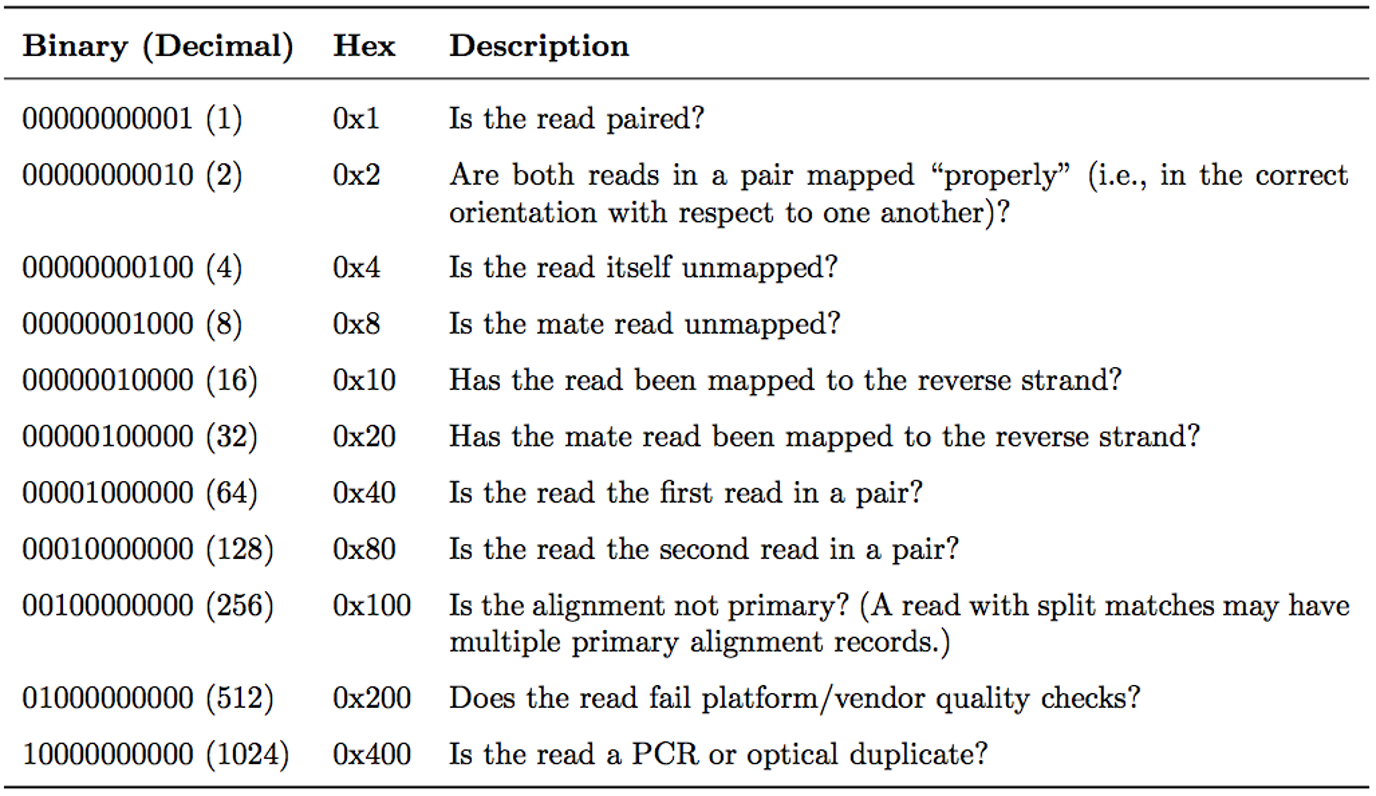 Binary (Decimal) Hex Description
00000000001 (1) 0x1 Is the read paired?
00000000010 (2) 0x2 Are both reads in a pair mapped “properly” (i.e., in the correct
orientation with respect to one another)?
00000000100 (4) 0x4 Is the read itself unmapped?
00000001000 (8) 0x8 Is the mate read unmapped?
00000010000 (16) 0x10 Has the read been mapped to the reverse strand?
00000100000 (32) 0x20 Has the mate read been mapped to the reverse strand?
00001000000 (64) 0x40 Is the read the first read in a pair?
00010000000 (128) 0x80 Is the read the second read in a pair?
00100000000 (256) 0x100 Is the alignment not primary? (A read with split matches may have
multiple primary alignment records.)
01000000000 (512) 0x200 Does the read fail platform/vendor quality checks?
10000000000 (1024) 0x400 Is the read a PCR or optical duplicate?